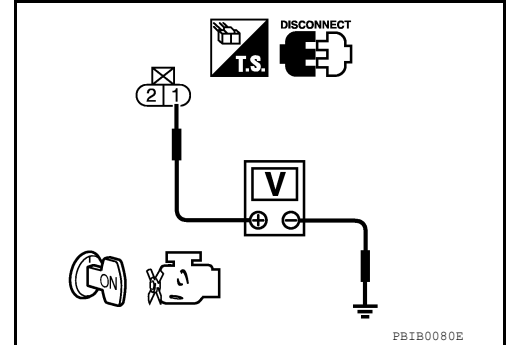 DISCONNECT
T.S.
2 1
V
+ −
ON
PBIB0080E